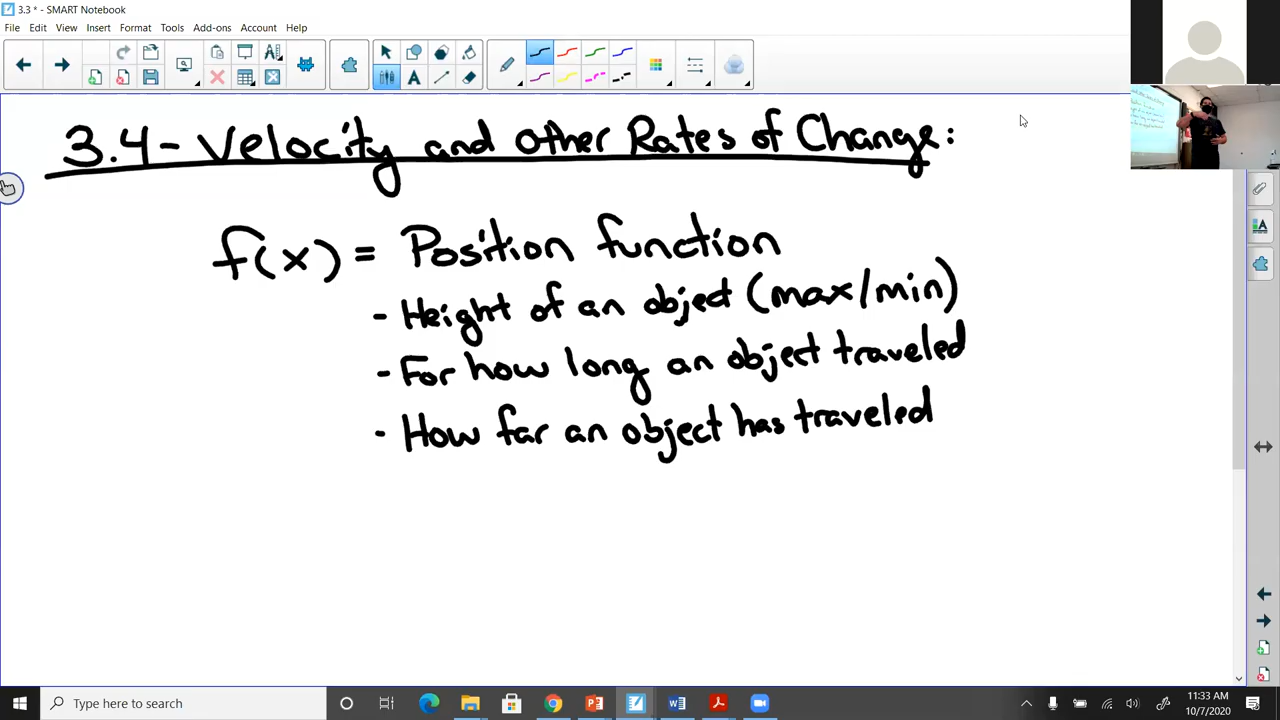 3.3 * - SMART Notebook
File Edit View Insert Format Tools Add-ons Account Help
3.4 - Velocity and Other Rates of Change:
f(x) = Position function
- Height of an object (max/min)
- For how long an object traveled
- How far an object has traveled
Type here to search
11:33 AM
10/7/2020